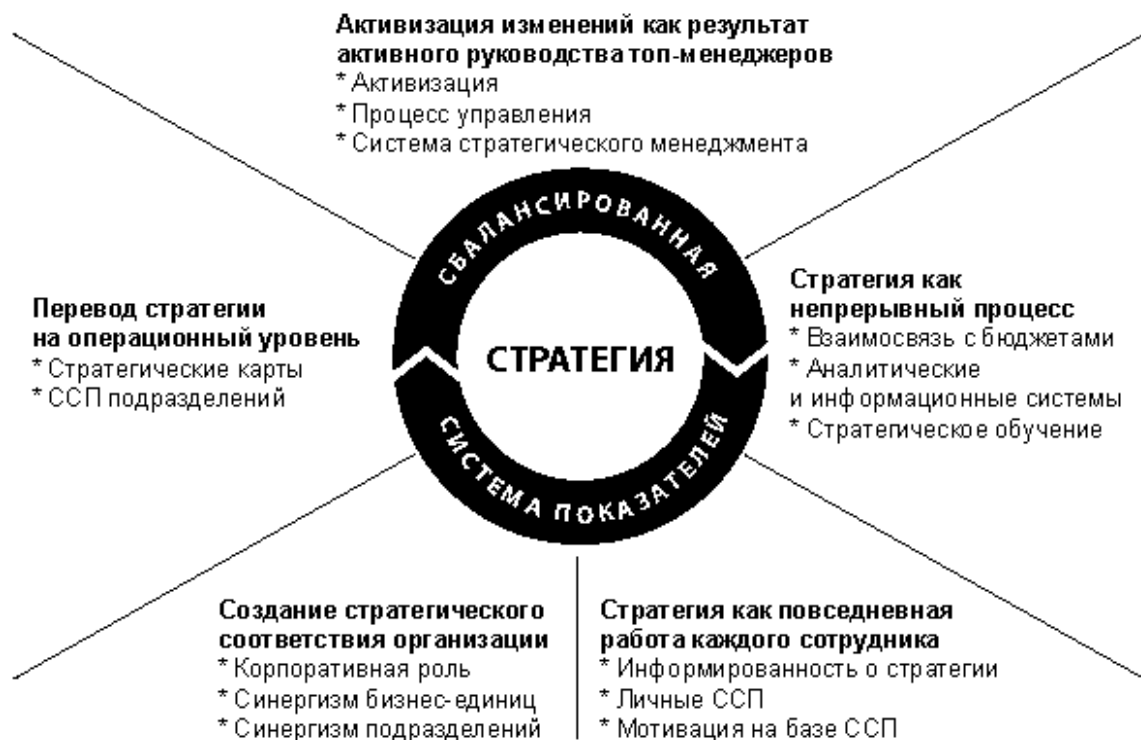 Активизация изменений как результат
активного руководства топ-менеджеров
* Активизация
* Процесс управления
* Система стратегического менеджмента
СБАЛАНСИРОВАННАЯ
СИСТЕМА ПОКАЗАТЕЛЕЙ
СТРАТЕГИЯ
Перевод стратегии
на операционный уровень
* Стратегические карты
* ССП подразделений
Стратегия как
непрерывный процесс
* Взаимосвязь с бюджетами
* Аналитические
и информационные системы
* Стратегическое обучение
Создание стратегического
соответствия организации
* Корпоративная роль
* Синергизм бизнес-единиц
* Синергизм подразделений
Стратегия как повседневная
работа каждого сотрудника
* Информированность о стратегии
* Личные ССП
* Мотивация на базе ССП